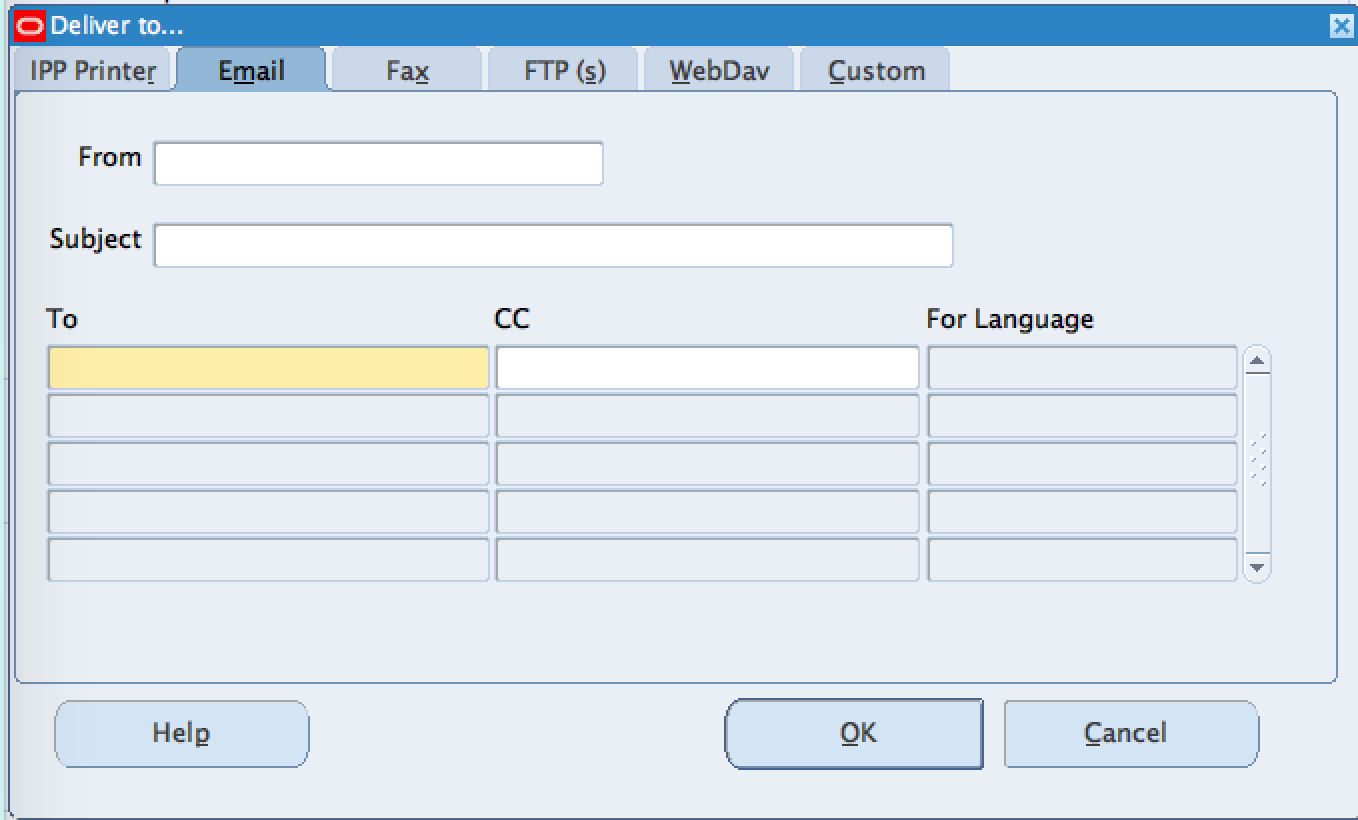 Deliver to...
IPP Printer Email Fax FTP (s) WebDav Custom
From
Subject
To CC For Language
Help OK Cancel